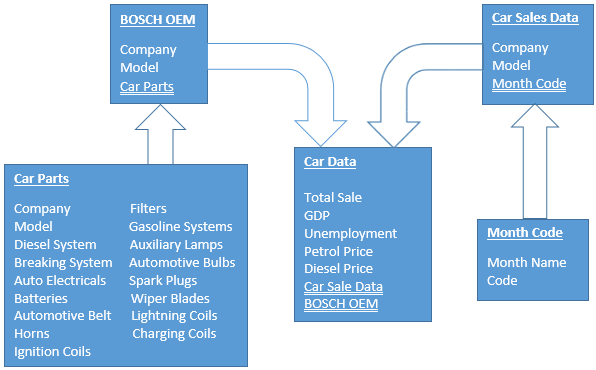 BOSCH OEM
Company
Model
Car Parts
Car Sales Data
Company
Model
Month Code
Car Parts
Company Filters
Model Gasoline Systems
Diesel System Auxiliary Lamps
Breaking System Automotive Bulbs
Auto Electricals Spark Plugs
Batteries Wiper Blades
Automotive Belt Lightning Coils
Horns Charging Coils
Ignition Coils
Car Data
Total Sale
GDP
Unemployment
Petrol Price
Diesel Price
Car Sale Data
BOSCH OEM
Month Code
Month Name
Code